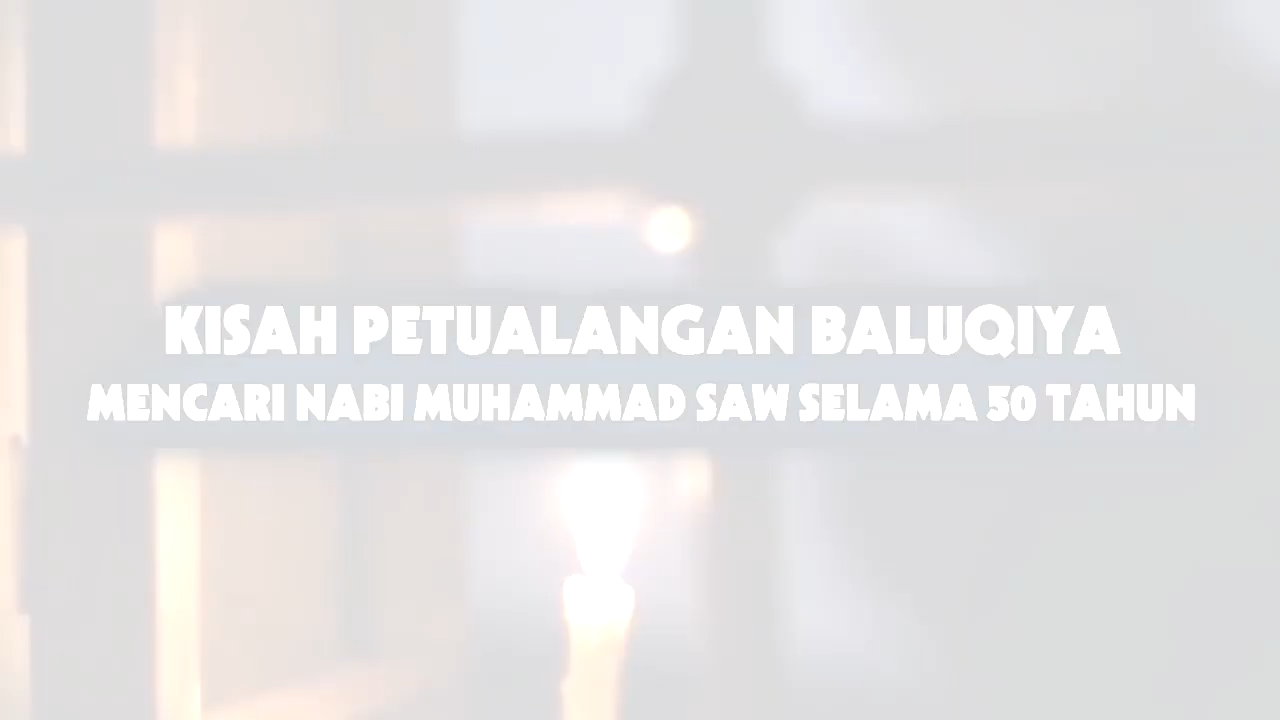 KISAH PETUALANGAN BALUQIYA
MENCARI NABI MUHAMMAD SAW SELAMA 50 TAHUN